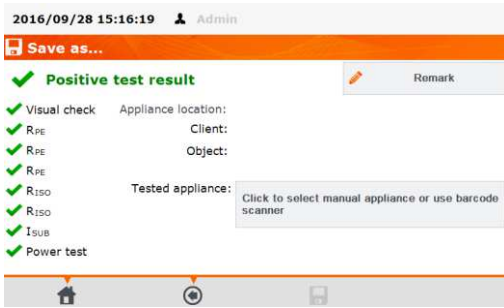 2016/09/28 15:16:19 Admin
Save as...
Positive test result
Remark
Visual check
RPE
RPE
RPE
RISO
RISO
ISUB
Power test
Appliance location:
Client:
Object:
Tested appliance:
Click to select manual appliance or use barcode
scanner